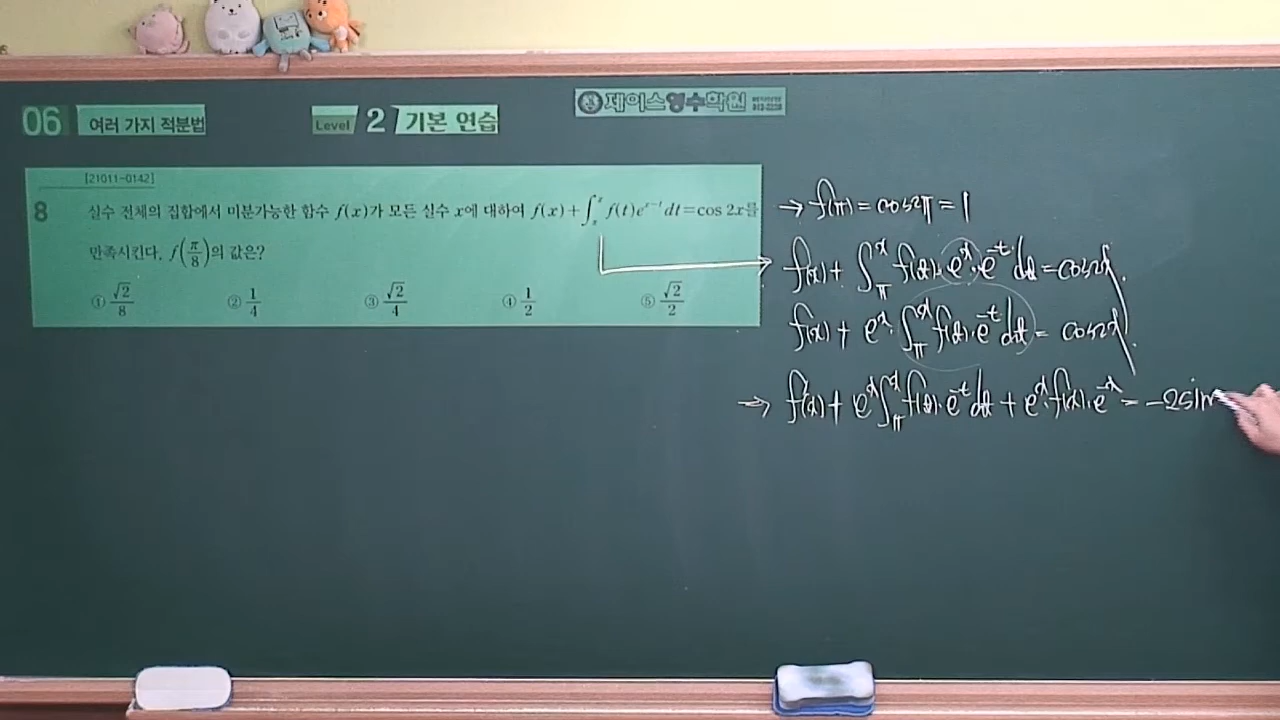 06 여러 가지 적분법 Level 2 기본 연습 제이스영수학원
[21011-0142]
8 실수 전체의 집합에서 미분가능한 함수 f(x)가 모든 실수 x에 대하여 f(x)+∫_π^x f(t)e^{x-t}dt=cos 2x를
만족시킨다. f(π/8)의 값은?
① √2/8 ② 1/4 ③ √2/4 ④ 1/2 ⑤ √2/2
→ f(π)=cos2π=1
f(x)+∫_π^x f(t)·e^x·e^{-t}dt=cos2x.
f(x)+e^x·∫_π^x f(t)·e^{-t}dt=cos2x.
⇒ f'(x)+e^x∫_π^x f(t)·e^{-t}dt+e^x·f(x)·e^{-x}=-2sin